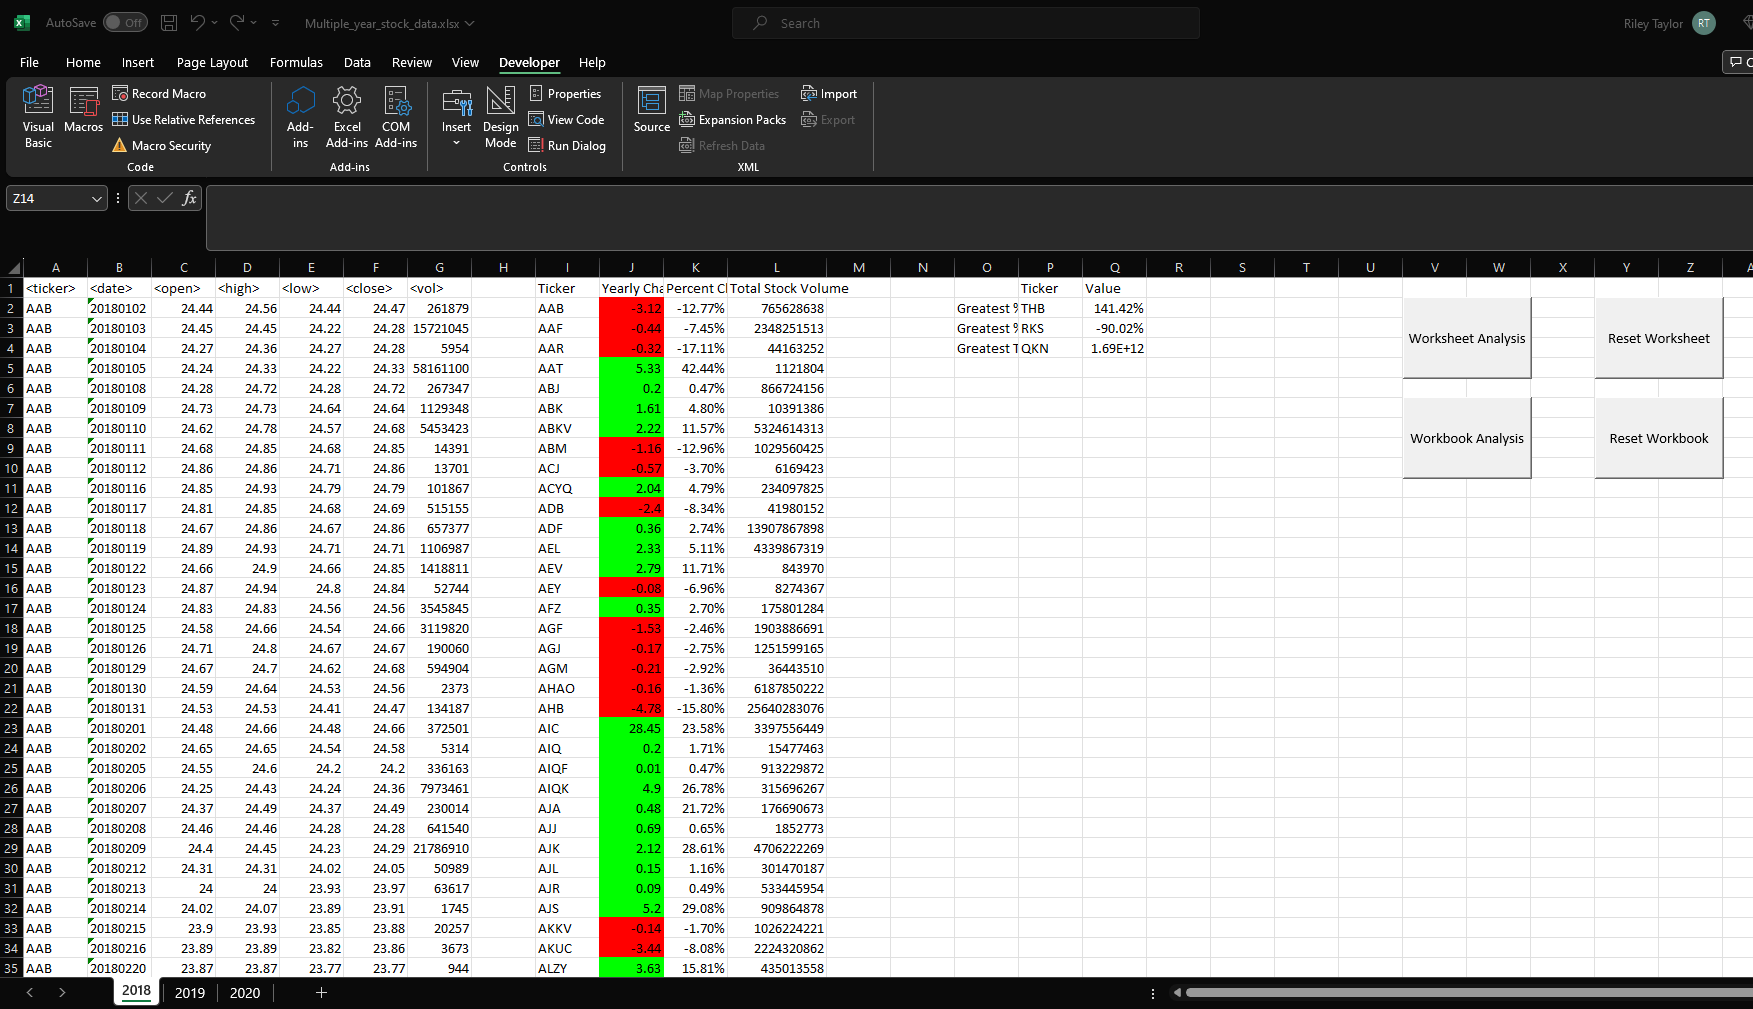 AutoSave Off Multiple_year_stock_data.xlsx Search Riley Taylor RT
File Home Insert Page Layout Formulas Data Review View Developer Help
Visual Basic
Macros
Record Macro
Use Relative References
Macro Security
Code
Add-ins
Excel Add-ins
COM Add-ins
Add-ins
Insert
Design Mode
Properties
View Code
Run Dialog
Controls
Source
Map Properties
Expansion Packs
Refresh Data
Import
Export
XML
Z14 fx
A B C D E F G H I J K L M N O P Q R S T U V W X Y Z
1 <ticker> <date> <open> <high> <low> <close> <vol> Ticker Yearly Cha Percent C Total Stock Volume Ticker Value
2 AAB 20180102 24.44 24.56 24.44 24.47 261879 AAB -3.12 -12.77% 765628638 Greatest % THB 141.42%
3 AAB 20180103 24.45 24.45 24.22 24.28 15721045 AAF -0.44 -7.45% 2348251513 Greatest % RKS -90.02%
4 AAB 20180104 24.27 24.36 24.27 24.28 5954 AAR -0.32 -17.11% 44163252 Greatest T QKN 1.69E+12
5 AAB 20180105 24.24 24.33 24.22 24.33 58161100 AAT 5.33 42.44% 1121804
6 AAB 20180108 24.28 24.72 24.28 24.72 267347 ABJ 0.2 0.47% 866724156
7 AAB 20180109 24.73 24.73 24.64 24.64 1129348 ABK 1.61 4.80% 10391386
8 AAB 20180110 24.62 24.78 24.57 24.68 5453423 ABKV 2.22 11.57% 5324614313
9 AAB 20180111 24.68 24.85 24.68 24.85 14391 ABM -1.16 -12.96% 1029560425
10 AAB 20180112 24.86 24.86 24.71 24.86 13701 ACJ -0.57 -3.70% 6169423
11 AAB 20180116 24.85 24.93 24.79 24.79 101867 ACYQ 2.04 4.79% 234097825
12 AAB 20180117 24.81 24.85 24.68 24.69 515155 ADB -2.4 -8.34% 41980152
13 AAB 20180118 24.67 24.86 24.67 24.86 657377 ADF 0.36 2.74% 13907867898
14 AAB 20180119 24.89 24.93 24.71 24.71 1106987 AEL 2.33 5.11% 4339867319
15 AAB 20180122 24.66 24.9 24.66 24.85 1418811 AEV 2.79 11.71% 843970
16 AAB 20180123 24.87 24.94 24.8 24.84 52744 AEY -0.08 -6.96% 8274367
17 AAB 20180124 24.83 24.83 24.56 24.56 3545845 AFZ 0.35 2.70% 175801284
18 AAB 20180125 24.58 24.66 24.54 24.66 3119820 AGF -1.53 -2.46% 1903886691
19 AAB 20180126 24.71 24.8 24.67 24.67 190060 AGJ -0.17 -2.75% 1251599165
20 AAB 20180129 24.67 24.7 24.62 24.68 594904 AGM -0.21 -2.92% 36443510
21 AAB 20180130 24.59 24.64 24.53 24.56 2373 AHAO -0.16 -1.36% 6187850222
22 AAB 20180131 24.53 24.53 24.41 24.47 134187 AHB -4.78 -15.80% 25640283076
23 AAB 20180201 24.48 24.66 24.48 24.66 372501 AIC 28.45 23.58% 3397556449
24 AAB 20180202 24.65 24.65 24.54 24.58 5314 AIQ 0.2 1.71% 15477463
25 AAB 20180205 24.55 24.6 24.2 24.2 336163 AIQF 0.01 0.47% 913229872
26 AAB 20180206 24.25 24.43 24.24 24.36 7973461 AIQK 4.9 26.78% 315696267
27 AAB 20180207 24.37 24.49 24.37 24.49 230014 AJA 0.48 21.72% 176690673
28 AAB 20180208 24.46 24.46 24.28 24.28 641540 AJJ 0.69 0.65% 1852773
29 AAB 20180209 24.4 24.45 24.23 24.29 21786910 AJK 2.12 28.61% 4706222269
30 AAB 20180212 24.31 24.31 24.02 24.05 50989 AJL 0.15 1.16% 301470187
31 AAB 20180213 24 24 23.93 23.97 63617 AJR 0.09 0.49% 533445954
32 AAB 20180214 24.02 24.07 23.89 23.91 1745 AJS 5.2 29.08% 909864878
33 AAB 20180215 23.9 23.93 23.85 23.88 20257 AKKV -0.14 -1.70% 1026224221
34 AAB 20180216 23.89 23.89 23.82 23.86 3673 AKUC -3.44 -8.08% 2224320862
35 AAB 20180220 23.87 23.87 23.77 23.77 944 ALZY 3.63 15.81% 435013558
Worksheet Analysis Reset Worksheet
Workbook Analysis Reset Workbook
2018 2019 2020